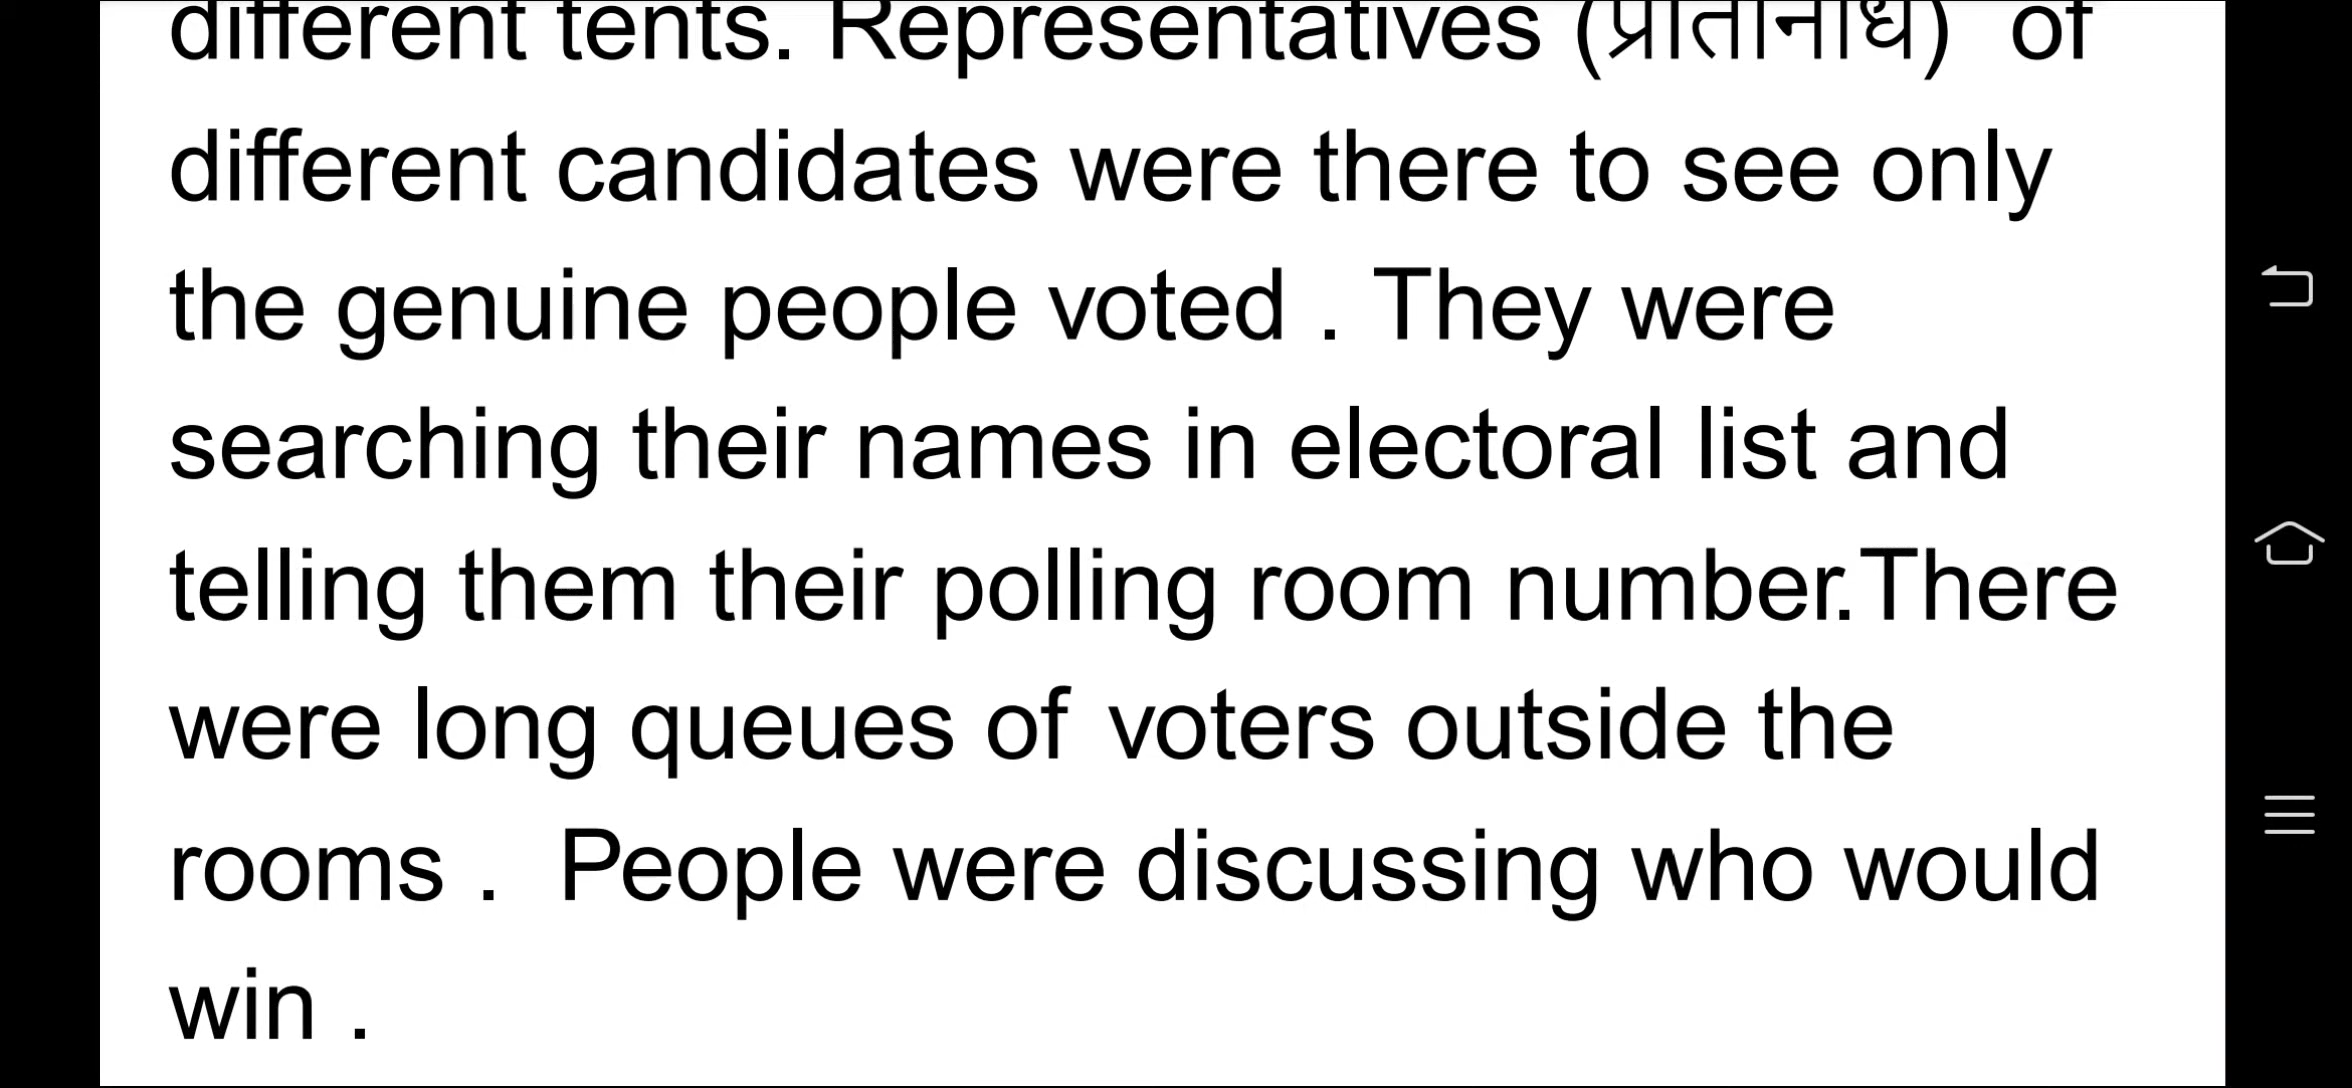 different tents. Representatives (प्रतिनिधि) of
different candidates were there to see only
the genuine people voted . They were
searching their names in electoral list and
telling them their polling room number.There
were long queues of voters outside the
rooms . People were discussing who would
win .